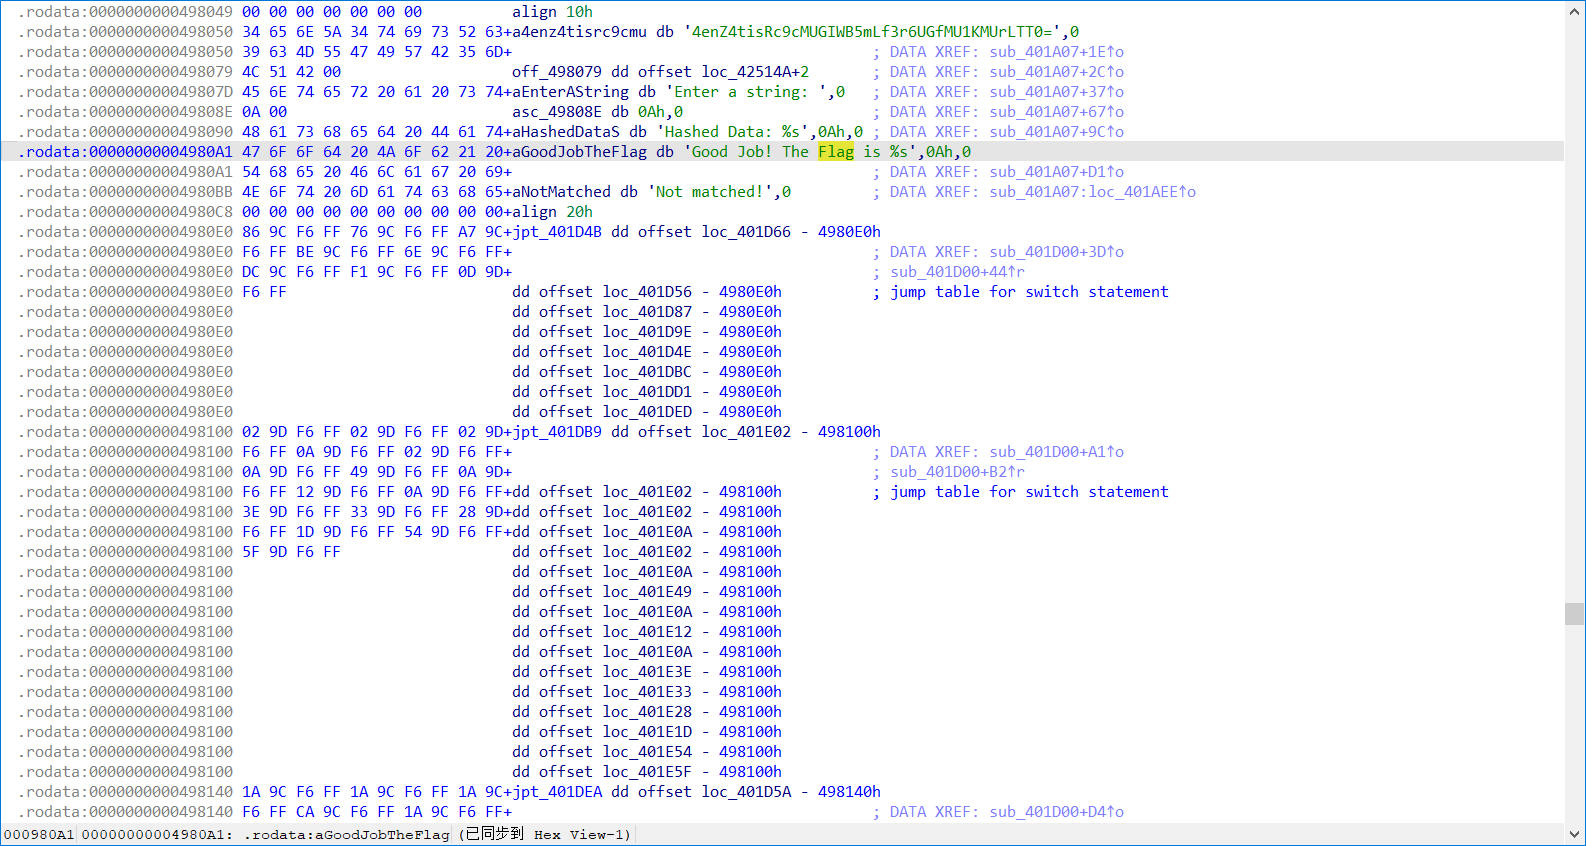 .rodata:0000000000498049 00 00 00 00 00 00 00          align 10h
.rodata:0000000000498050 34 65 6E 5A 34 74 69 73 52 63+a4enz4tisrc9cmu db '4enZ4tisRc9cMUGIWB5mLf3r6UGfMU1KMUrLTT0=',0
.rodata:0000000000498050 39 63 4D 55 47 49 57 42 35 6D+                                        ; DATA XREF: sub_401A07+1E↑o
.rodata:0000000000498079 4C 51 42 00                   off_498079 dd offset loc_42514A+2       ; DATA XREF: sub_401A07+2C↑o
.rodata:000000000049807D 45 6E 74 65 72 20 61 20 73 74+aEnterAString db 'Enter a string: ',0   ; DATA XREF: sub_401A07+37↑o
.rodata:000000000049808E 0A 00                         asc_49808E db 0Ah,0                     ; DATA XREF: sub_401A07+67↑o
.rodata:0000000000498090 48 61 73 68 65 64 20 44 61 74+aHashedDataS db 'Hashed Data: %s',0Ah,0 ; DATA XREF: sub_401A07+9C↑o
.rodata:00000000004980A1 47 6F 6F 64 20 4A 6F 62 21 20+aGoodJobTheFlag db 'Good Job! The Flag is %s',0Ah,0
.rodata:00000000004980A1 54 68 65 20 46 6C 61 67 20 69+                                        ; DATA XREF: sub_401A07+D1↑o
.rodata:00000000004980BB 4E 6F 74 20 6D 61 74 63 68 65+aNotMatched db 'Not matched!',0         ; DATA XREF: sub_401A07:loc_401AEE↑o
.rodata:00000000004980C8 00 00 00 00 00 00 00 00 00 00+align 20h
.rodata:00000000004980E0 86 9C F6 FF 76 9C F6 FF A7 9C+jpt_401D4B dd offset loc_401D66 - 4980E0h
.rodata:00000000004980E0 F6 FF BE 9C F6 FF 6E 9C F6 FF+                                        ; DATA XREF: sub_401D00+3D↑o
.rodata:00000000004980E0 DC 9C F6 FF F1 9C F6 FF 0D 9D+                                        ; sub_401D00+44↑r
.rodata:00000000004980E0 F6 FF                         dd offset loc_401D56 - 4980E0h          ; jump table for switch statement
.rodata:00000000004980E0                               dd offset loc_401D87 - 4980E0h
.rodata:00000000004980E0                               dd offset loc_401D9E - 4980E0h
.rodata:00000000004980E0                               dd offset loc_401D4E - 4980E0h
.rodata:00000000004980E0                               dd offset loc_401DBC - 4980E0h
.rodata:00000000004980E0                               dd offset loc_401DD1 - 4980E0h
.rodata:00000000004980E0                               dd offset loc_401DED - 4980E0h
.rodata:0000000000498100 02 9D F6 FF 02 9D F6 FF 02 9D+jpt_401DB9 dd offset loc_401E02 - 498100h
.rodata:0000000000498100 F6 FF 0A 9D F6 FF 02 9D F6 FF+                                        ; DATA XREF: sub_401D00+A1↑o
.rodata:0000000000498100 0A 9D F6 FF 49 9D F6 FF 0A 9D+                                        ; sub_401D00+B2↑r
.rodata:0000000000498100 F6 FF 12 9D F6 FF 0A 9D F6 FF+dd offset loc_401E02 - 498100h          ; jump table for switch statement
.rodata:0000000000498100 3E 9D F6 FF 33 9D F6 FF 28 9D+dd offset loc_401E02 - 498100h
.rodata:0000000000498100 F6 FF 1D 9D F6 FF 54 9D F6 FF+dd offset loc_401E0A - 498100h
.rodata:0000000000498100 5F 9D F6 FF                   dd offset loc_401E02 - 498100h
.rodata:0000000000498100                               dd offset loc_401E0A - 498100h
.rodata:0000000000498100                               dd offset loc_401E49 - 498100h
.rodata:0000000000498100                               dd offset loc_401E0A - 498100h
.rodata:0000000000498100                               dd offset loc_401E12 - 498100h
.rodata:0000000000498100                               dd offset loc_401E0A - 498100h
.rodata:0000000000498100                               dd offset loc_401E3E - 498100h
.rodata:0000000000498100                               dd offset loc_401E33 - 498100h
.rodata:0000000000498100                               dd offset loc_401E28 - 498100h
.rodata:0000000000498100                               dd offset loc_401E1D - 498100h
.rodata:0000000000498100                               dd offset loc_401E54 - 498100h
.rodata:0000000000498100                               dd offset loc_401E5F - 498100h
.rodata:0000000000498140 1A 9C F6 FF 1A 9C F6 FF 1A 9C+jpt_401DEA dd offset loc_401D5A - 498140h
.rodata:0000000000498140 F6 FF CA 9C F6 FF 1A 9C F6 FF+                                        ; DATA XREF: sub_401D00+D4↑o
000980A1 00000000004980A1: .rodata:aGoodJobTheFlag (已同步到 Hex View-1)